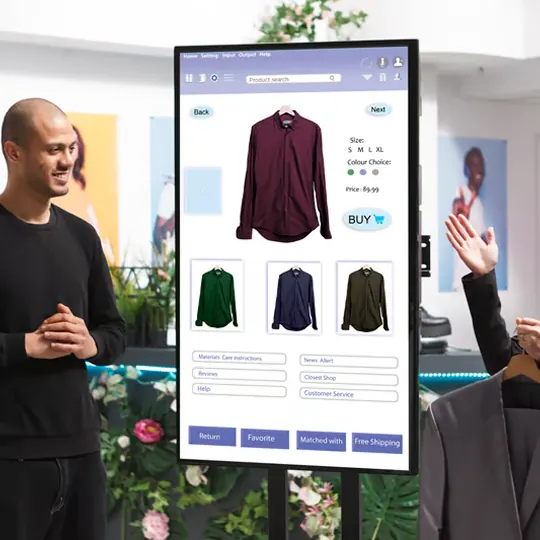 Home Setting Input Output Help
Product search
Back
Next
Size:
S M L XL
Colour Choice:
Price: 89.99
BUY
Materials Care instructions
News Allert
Reviews
Closest Shop
Help
Customer Service
Return
Favorite
Matched with
Free Shipping